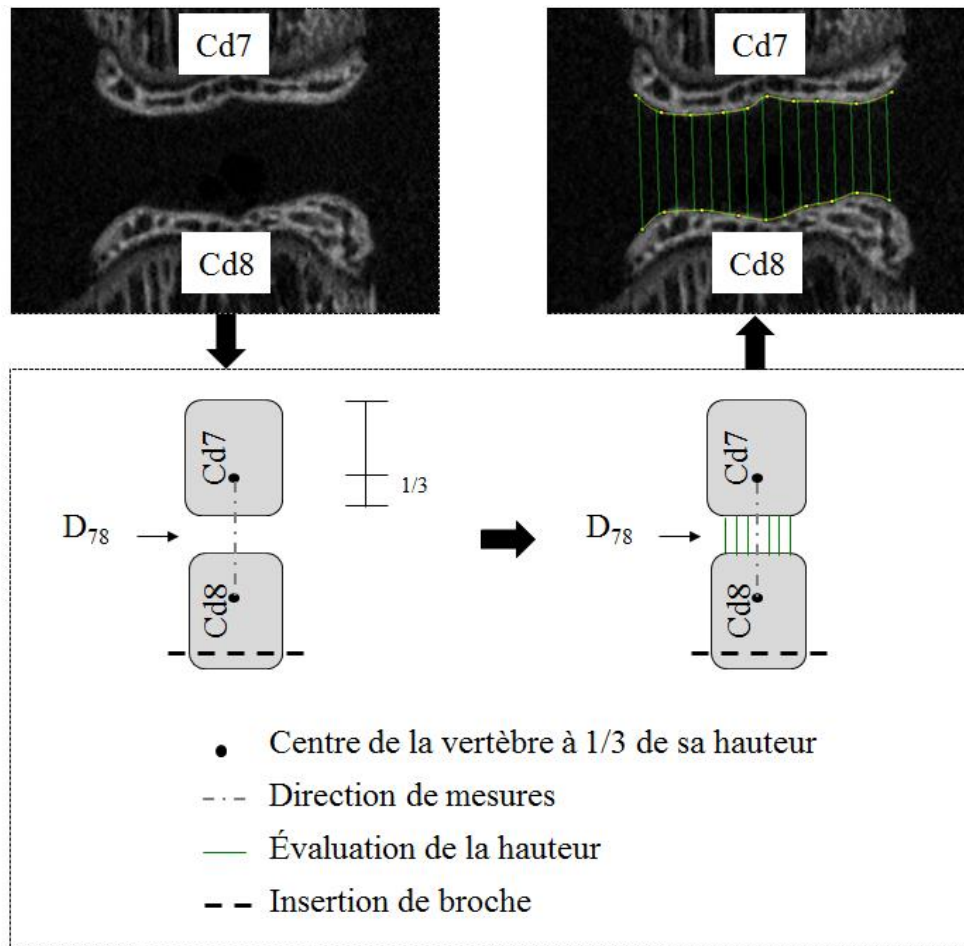 Cd7
Cd8
Cd7
Cd8
Cd7
1/3
D78
Cd8
Cd7
D78
Cd8
Centre de la vertèbre à 1/3 de sa hauteur
Direction de mesures
Évaluation de la hauteur
Insertion de broche